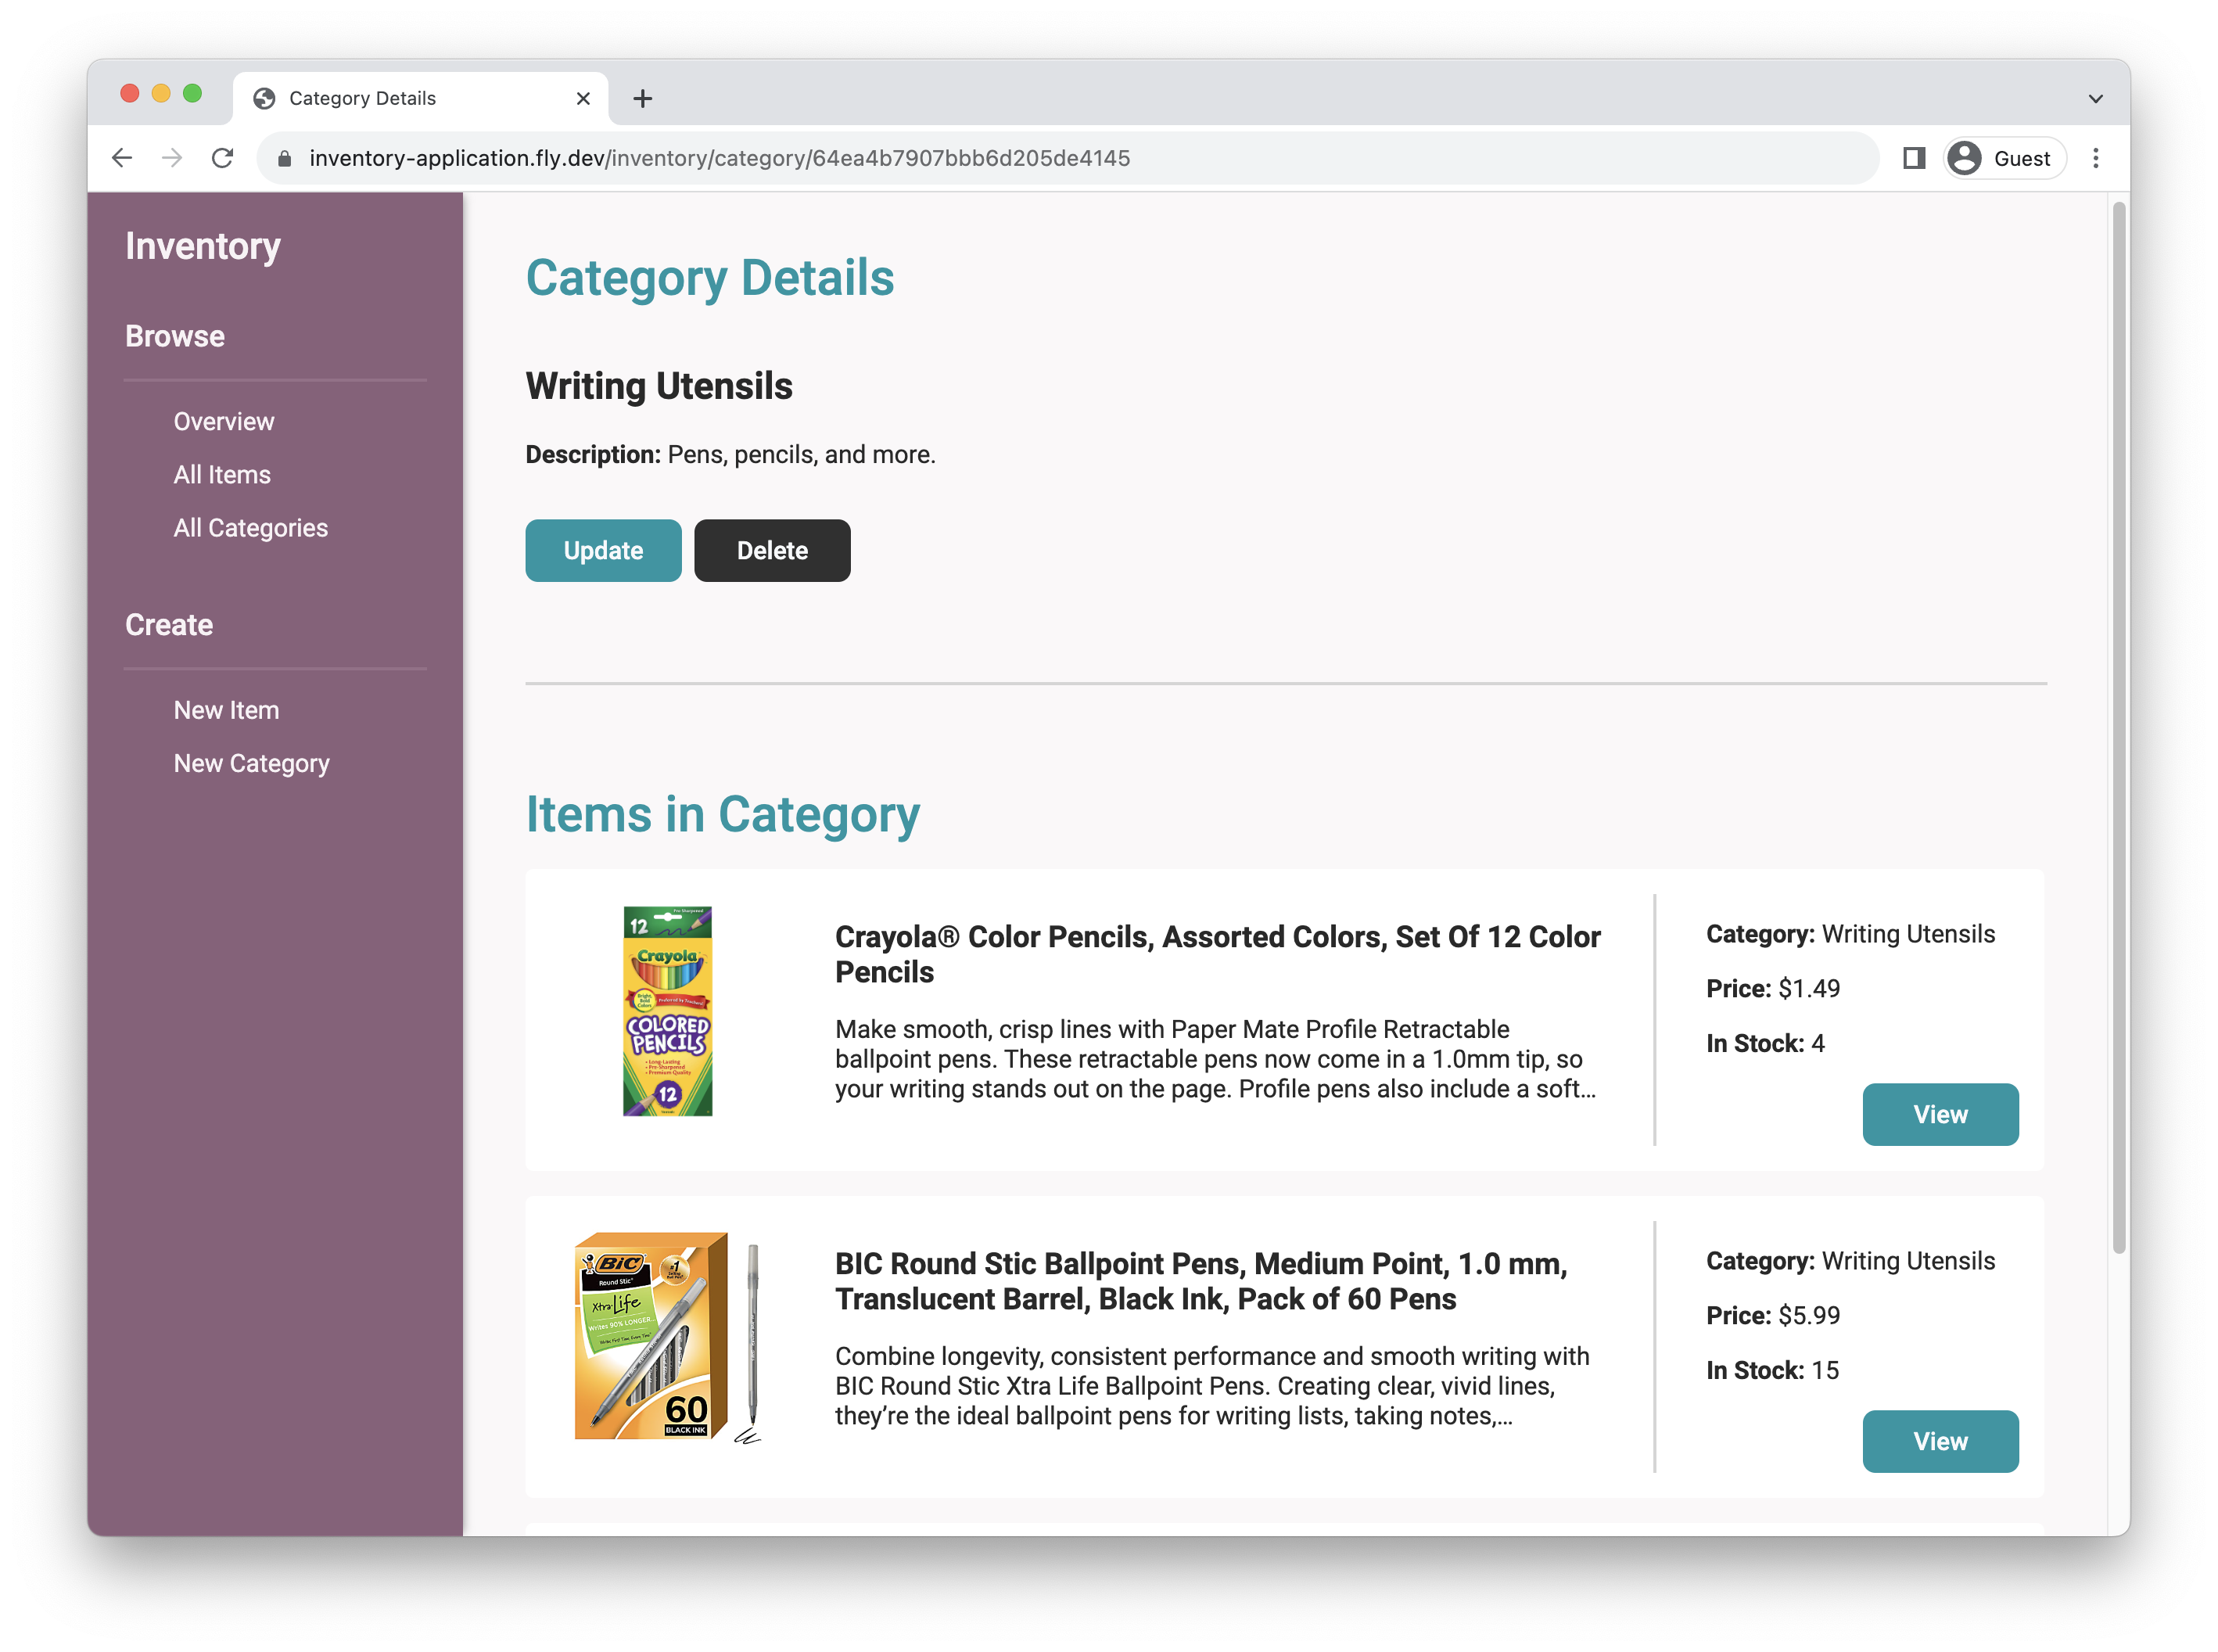 Category Details
inventory-application.fly.dev/inventory/category/64ea4b7907bbb6d205de4145
Guest
Inventory
Browse
Overview
All Items
All Categories
Create
New Item
New Category
Category Details
Writing Utensils
Description: Pens, pencils, and more.
Update
Delete
Items in Category
12
Crayola
COLORED
PENCILS
12
Crayola® Color Pencils, Assorted Colors, Set Of 12 Color
Pencils
Make smooth, crisp lines with Paper Mate Profile Retractable
ballpoint pens. These retractable pens now come in a 1.0mm tip, so
your writing stands out on the page. Profile pens also include a soft...
Category: Writing Utensils
Price: $1.49
In Stock: 4
View
BIC
Round Stic
Xtra Life
Writes 90% LONGER
#1
60
BLACK INK
BIC Round Stic Ballpoint Pens, Medium Point, 1.0 mm,
Translucent Barrel, Black Ink, Pack of 60 Pens
Combine longevity, consistent performance and smooth writing with
BIC Round Stic Xtra Life Ballpoint Pens. Creating clear, vivid lines,
they’re the ideal ballpoint pens for writing lists, taking notes,...
Category: Writing Utensils
Price: $5.99
In Stock: 15
View